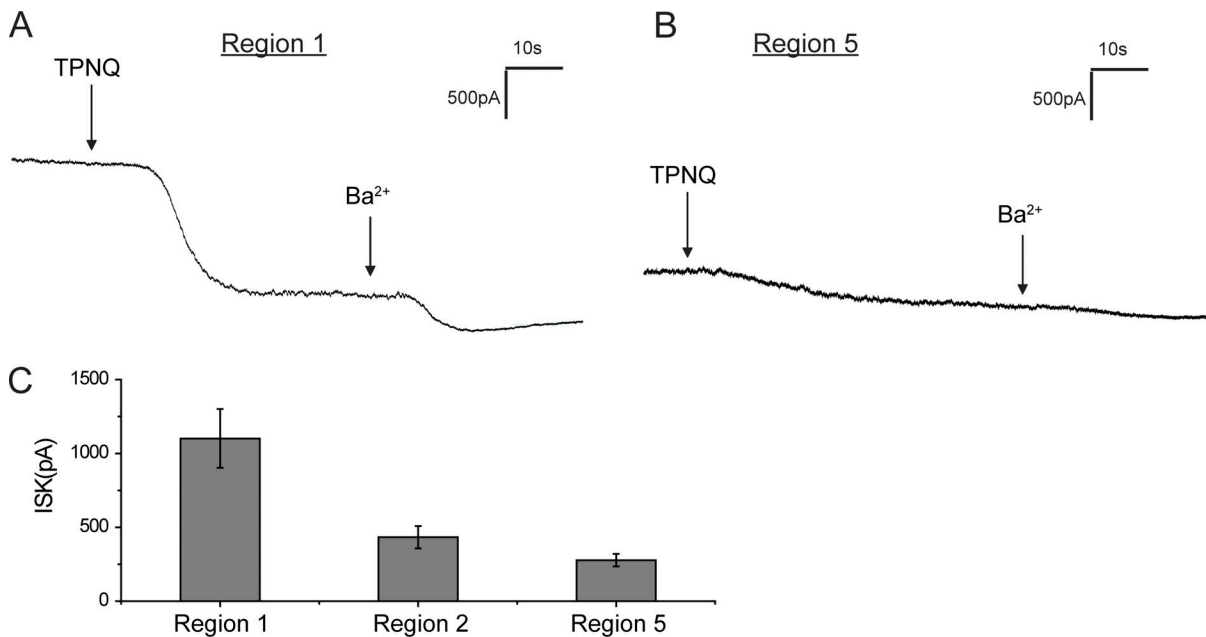 A
Region 1
10s
500pA
TPNQ
Ba²⁺
B
Region 5
10s
500pA
TPNQ
Ba²⁺
C
1500
1000
500
0
ISK(pA)
Region 1
Region 2
Region 5